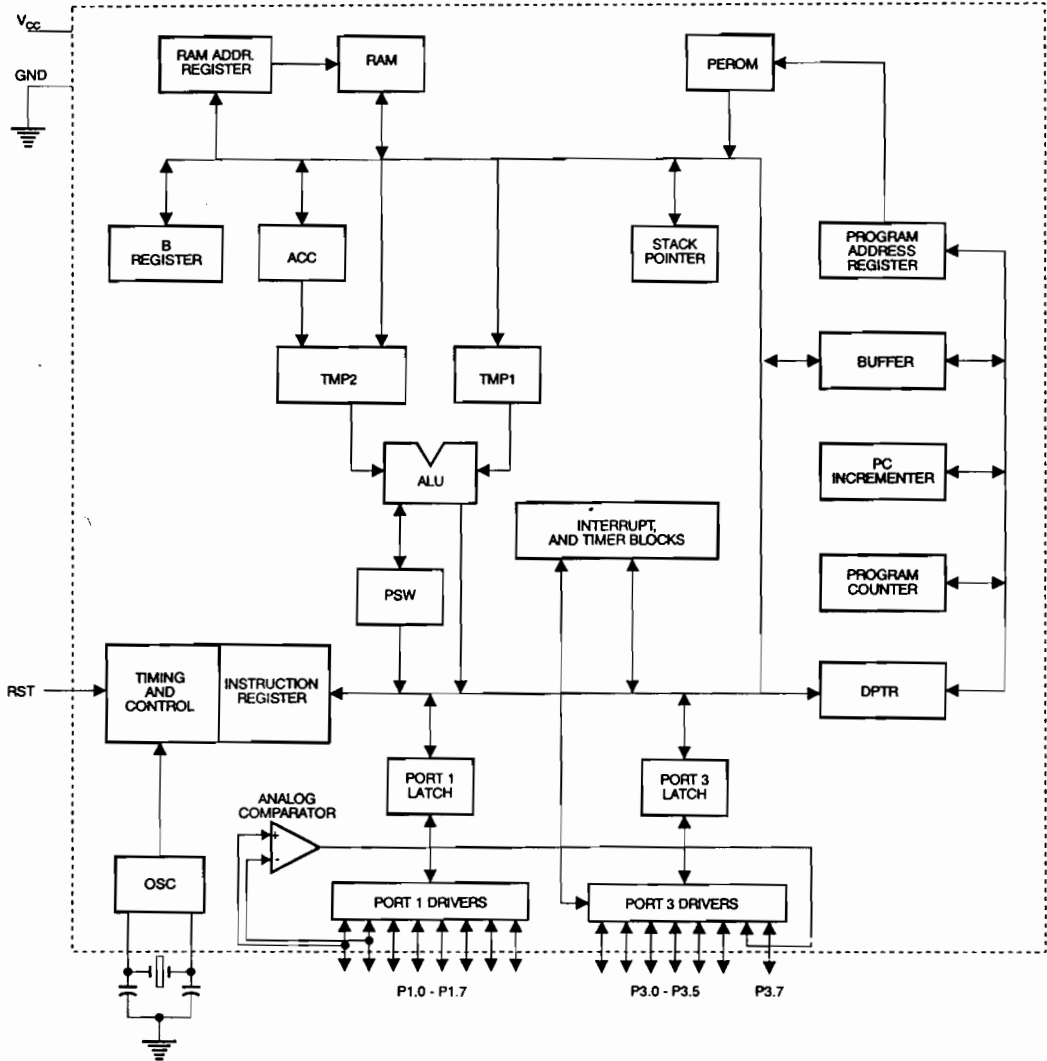 VCC
GND
RAM ADDR.
REGISTER
RAM
PEROM
B
REGISTER
ACC
STACK
POINTER
PROGRAM
ADDRESS
REGISTER
TMP2
TMP1
BUFFER
ALU
PC
INCREMENTER
INTERRUPT,
AND TIMER BLOCKS
PSW
PROGRAM
COUNTER
RST
TIMING
AND
CONTROL
INSTRUCTION
REGISTER
DPTR
PORT 1
LATCH
PORT 3
LATCH
ANALOG
COMPARATOR
+
-
OSC
PORT 1 DRIVERS
PORT 3 DRIVERS
P1.0 - P1.7
P3.0 - P3.5
P3.7